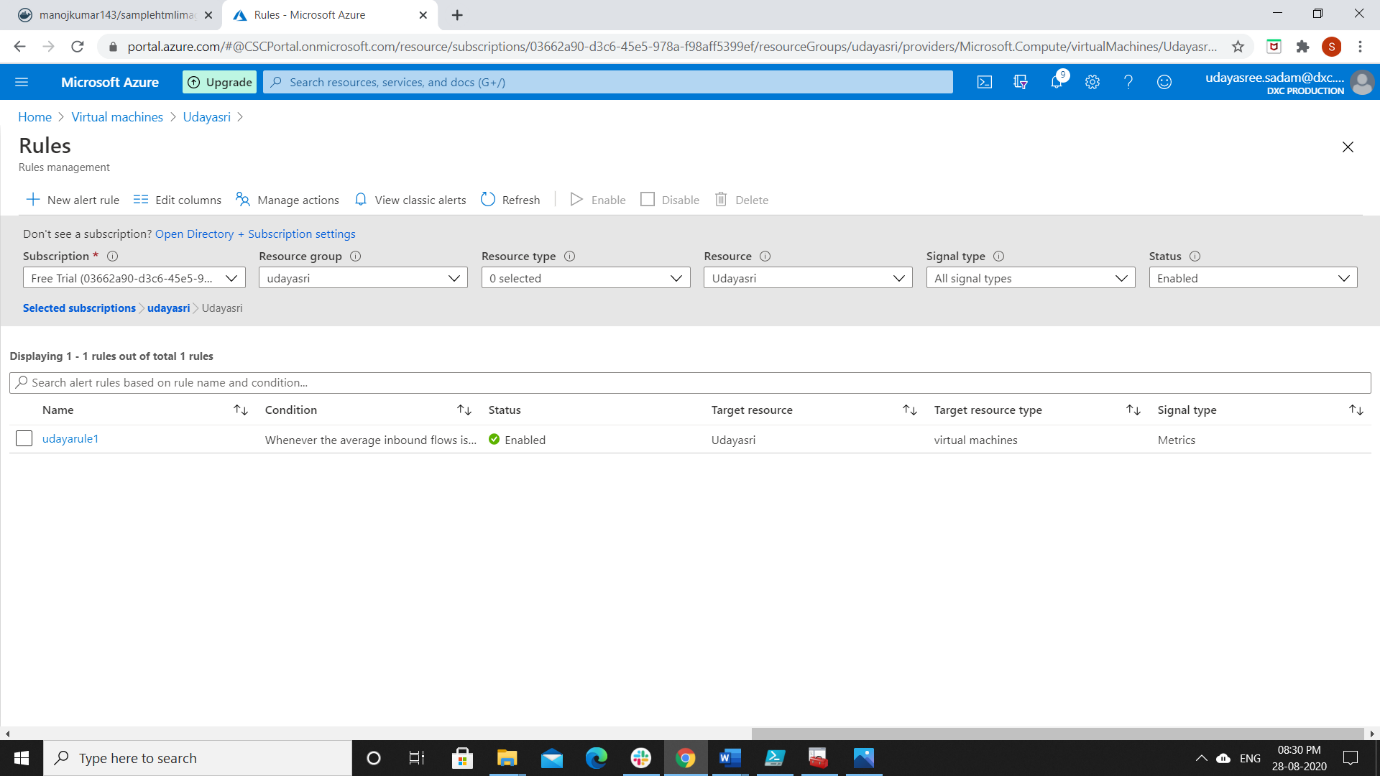 manojkumar143/samplehtmlima
Rules - Microsoft Azure
portal.azure.com/#@CSCPortal.onmicrosoft.com/resource/subscriptions/03662a90-d3c6-45e5-978a-f98aff5399ef/resourceGroups/udayasri/providers/Microsoft.Compute/virtualMachines/Udayasr...
S
Microsoft Azure
Upgrade
Search resources, services, and docs (G+/)
9
udayasree.sadam@dxc....
DXC PRODUCTION
Home > Virtual machines > Udayasri >
Rules
Rules management
New alert rule
Edit columns
Manage actions
View classic alerts
Refresh
Enable
Disable
Delete
Don't see a subscription? Open Directory + Subscription settings
Subscription * Resource group Resource type Resource Signal type Status
Free Trial (03662a90-d3c6-45e5-9... udayasri 0 selected Udayasri All signal types Enabled
Selected subscriptions > udayasri > Udayasri
Displaying 1 - 1 rules out of total 1 rules
Search alert rules based on rule name and condition...
Name Condition Status Target resource Target resource type Signal type
udayarule1 Whenever the average inbound flows is... Enabled Udayasri virtual machines Metrics
Type here to search
ENG
08:30 PM
28-08-2020